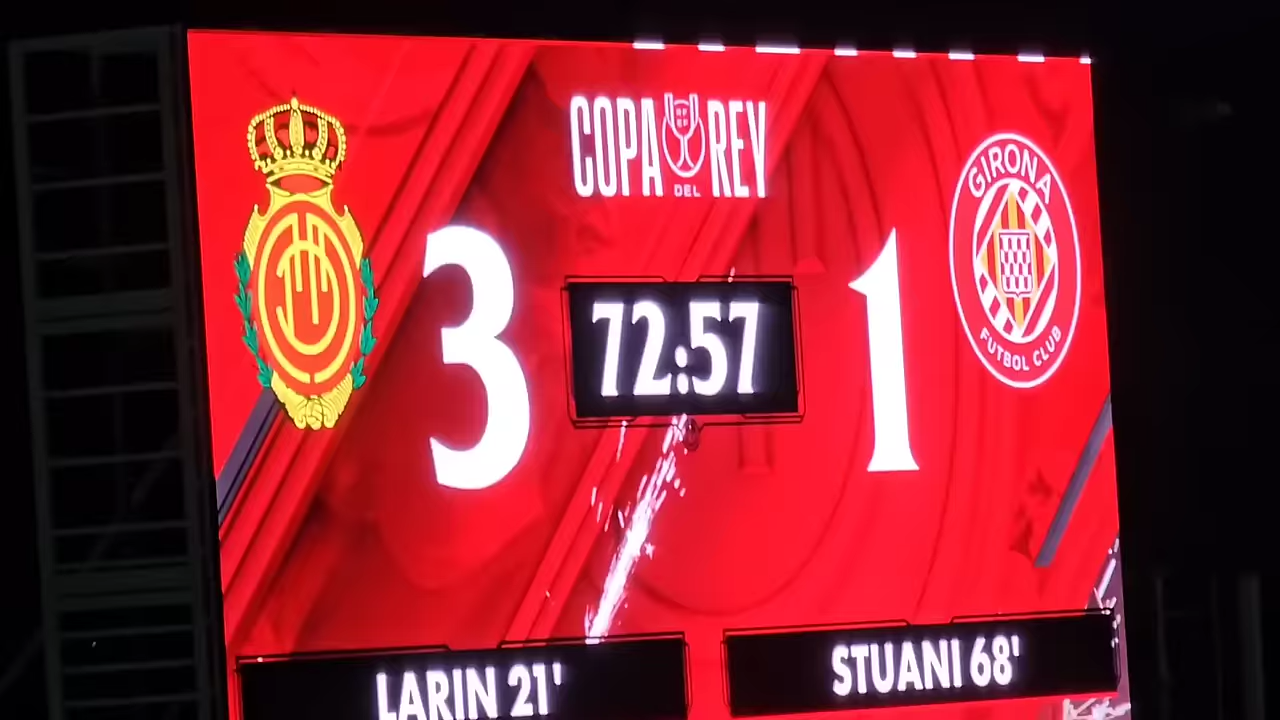 COPA DEL REY
GIRONA
FUTBOL CLUB
3
72:57
1
LARIN 21'
STUANI 68'